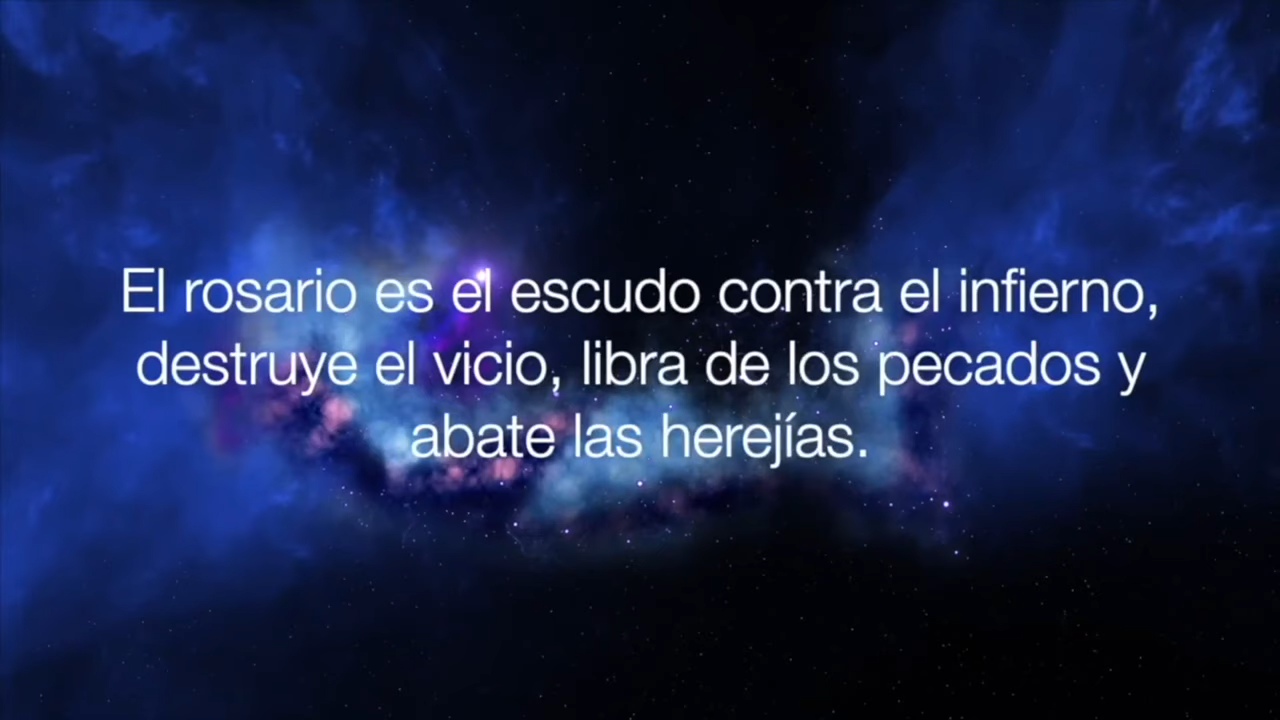 El rosario es el escudo contra el infierno,
destruye el vicio, libra de los pecados y
abate las herejías.